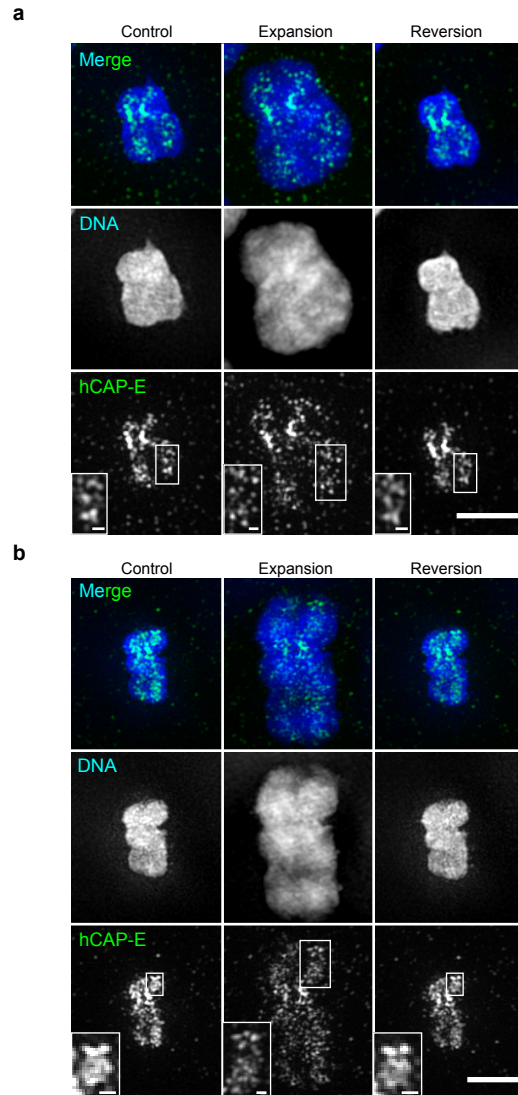 a
Control Expansion Reversion
Merge
DNA
hCAP-E
b
Control Expansion Reversion
Merge
DNA
hCAP-E